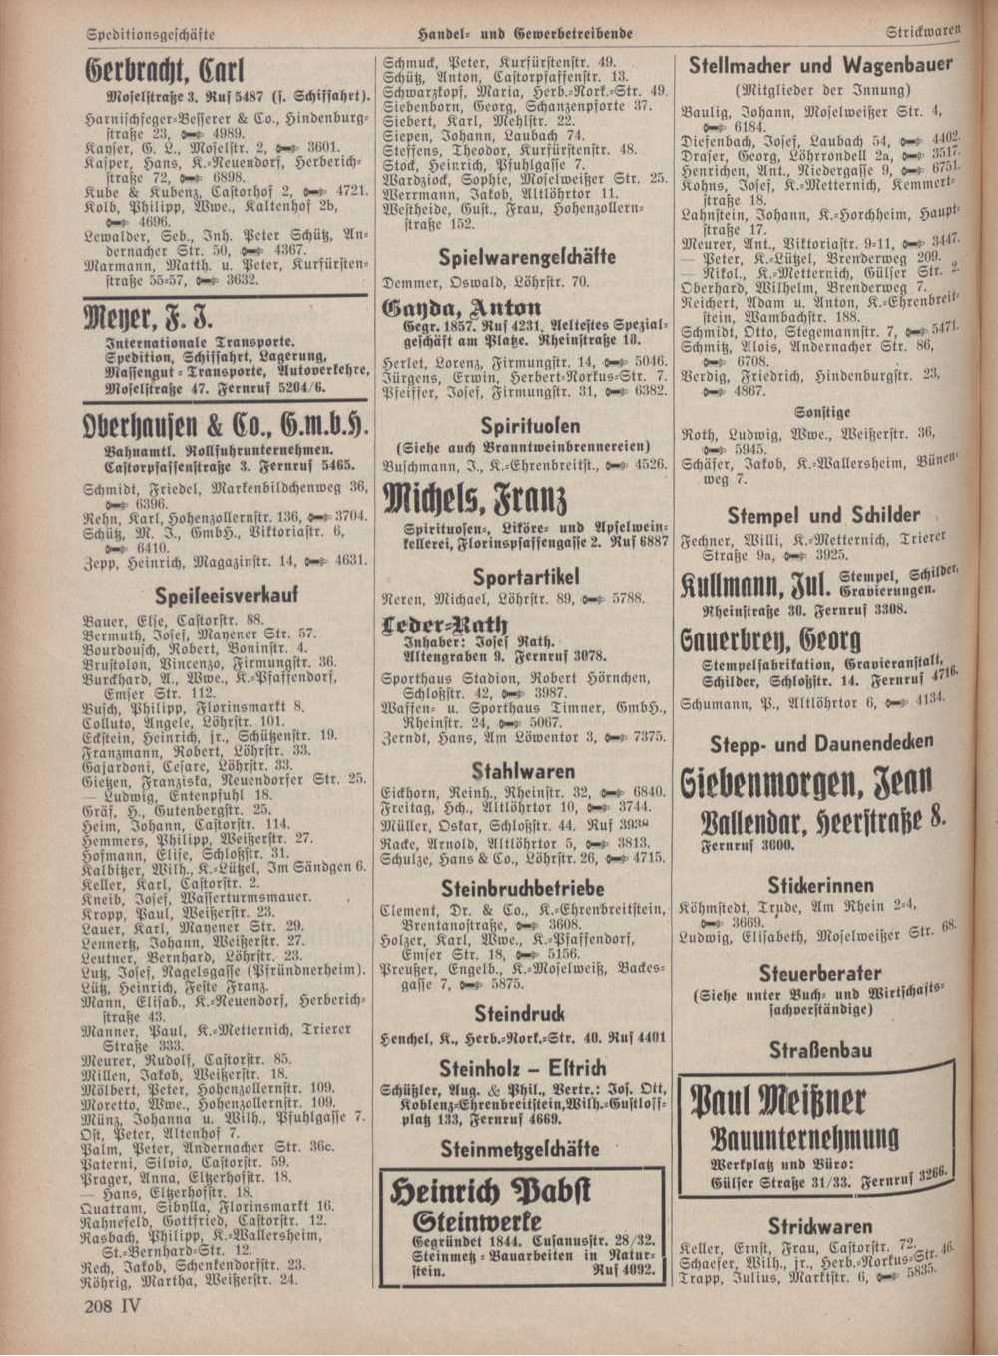 Speditionsgeschäfte
Handel- und Gewerbetreibende
Strickwaren
Gerbracht, Carl
Moselstraße 3. Ruf 5487 (s. Schiffahrt).
Harnischfeger-Besserer & Co., Hindenburg-
straße 23, 4989.
Kayser, G. L., Moselstr. 2, 3601.
Kasper, Hans, K.-Neuendorf, Herberich-
straße 72, 6898.
Kube & Kubenz, Castorhof 2, 4721.
Kolb, Philipp, Wwe., Kaltenhof 2b,
4696.
Lewalder, Seb., Inh. Peter Schütz, An-
dernacher Str. 50, 4367.
Marmann, Matth. u. Peter, Kurfürsten-
straße 55-57, 3632.
Meyer, F. J.
Internationale Transporte.
Spedition, Schiffahrt, Lagerung,
Massengut-Transporte, Autoverkehre,
Moselstraße 47. Fernruf 5204/6.
Oberhausen & Co., G.m.b.H.
Bahnamtl. Rollfuhrunternehmen.
Castorpfaffenstraße 3. Fernruf 5465.
Schmidt, Friedel, Markenbildchenweg 36,
6396.
Rehn, Karl, Hohenzollernstr. 136, 3704.
Schütz, M. J., GmbH., Viktoriastr. 6,
6410.
Zepp, Heinrich, Magazinstr. 14, 4631.
Speiseeisverkauf
Bauer, Else, Castorstr. 88.
Bermuth, Josef, Mayener Str. 57.
Bourdouch, Robert, Boninstr. 4.
Brustolon, Vincenzo, Firmungstr. 36.
Burckhard, A., Wwe., K.-Pfaffendorf,
Emser Str. 112.
Busch, Philipp, Florinsmarkt 8.
Colluto, Angele, Löhrstr. 101.
Eckstein, Heinrich, jr., Schützenstr. 19.
Franzmann, Robert, Löhrstr. 33.
Gajardoni, Cesare, Löhrstr. 33.
Gietzen, Franziska, Neuendorfer Str. 25.
— Ludwig, Entenpfuhl 18.
Gräf, H., Gutenbergstr. 25.
Heim, Johann, Castorstr. 114.
Hemmers, Philipp, Weißerstr. 27.
Hofmann, Elise, Schloßstr. 31.
Kalbitzer, Wilh., K.-Lützel, Im Sändgen 6.
Keller, Karl, Castorstr. 2.
Kneib, Josef, Wasserturmsmauer.
Kropp, Paul, Weißerstr. 23.
Lauer, Karl, Mayener Str. 29.
Lennertz, Johann, Weißerstr. 27.
Leutner, Bernhard, Löhrstr. 23.
Lutz, Josef, Nagelsgasse (Pfründnerheim).
Lütz, Heinrich, Feste Franz.
Mann, Elisab., K.-Neuendorf, Herberich-
straße 43.
Manner, Paul, K.-Metternich, Trierer
Straße 333.
Meurer, Rudolf, Castorstr. 85.
Millen, Jakob, Weißerstr. 18.
Mölbert, Peter, Hohenzollernstr. 109.
Moretto, Wwe., Hohenzollernstr. 109.
Münz, Johanna u. Wilh., Pfuhlgasse 7.
Ost, Peter, Altenhof 7.
Palm, Peter, Andernacher Str. 36c.
Paterni, Silvio, Castorstr. 59.
Prager, Anna, Eltzerhofstr. 18.
— Hans, Eltzerhofstr. 18.
Quatram, Sibylla, Florinsmarkt 16.
Rahnefeld, Gottfried, Castorstr. 12.
Rasbach, Philipp, K.-Wallersheim,
St.-Bernhard-Str. 12.
Rech, Jakob, Schenkendorfstr. 23.
Röhrig, Martha, Weißerstr. 24.
Schmuck, Peter, Kurfürstenstr. 49.
Schütz, Anton, Castorpfaffenstr. 13.
Schwarzkopf, Maria, Herb.-Nork.-Str. 49.
Siebenborn, Georg, Schanzenpforte 37.
Siebert, Karl, Mehlstr. 22.
Siepen, Johann, Laubach 74.
Steffens, Theodor, Kurfürstenstr. 48.
Stock, Heinrich, Pfuhlgasse 7.
Wardziock, Sophie, Moselweißer Str. 25.
Werrmann, Jakob, Altlöhrtor 11.
Westheide, Gust., Frau, Hohenzollern-
straße 152.
Spielwarengeschäfte
Demmer, Oswald, Löhrstr. 70.
Gayda, Anton
Gegr. 1857. Ruf 4231. Aeltestes Spezial-
geschäft am Platze. Rheinstraße 10.
Herlet, Lorenz, Firmungstr. 14, 5046.
Jürgens, Erwin, Herbert-Norkus-Str. 7.
Pfeiffer, Josef, Firmungstr. 31, 6382.
Spirituosen
(Siehe auch Branntweinbrennereien)
Buschmann, J., K.-Ehrenbreitst., 4526.
Michels, Franz
Spirituosen-, Liköre- und Apfelwein-
kellerei, Florinspfaffengasse 2. Ruf 6887
Sportartikel
Neren, Michael, Löhrstr. 89, 5788.
Leder-Rath
Inhaber: Josef Rath.
Altengraben 9. Fernruf 3078.
Sporthaus Stadion, Robert Hörnchen,
Schloßstr. 42, 3987.
Waffen- u. Sporthaus Timner, GmbH.,
Rheinstr. 24, 5067.
Zerndt, Hans, Am Löwentor 3, 7375.
Stahlwaren
Eickhorn, Reinh., Rheinstr. 32, 6840.
Freitag, Hch., Altlöhrtor 10, 3744.
Müller, Oskar, Schloßstr. 44. Ruf
Racke, Arnold, Altlöhrtor 5, 3813.
Schulze, Hans & Co., Löhrstr. 26, 4715.
Steinbruchbetriebe
Clement, Dr. & Co., K.-Ehrenbreitstein,
Brentanostraße, 3608.
Holzer, Karl, Wwe., K.-Pfaffendorf,
Emser Str. 18, 5156.
Preußer, Engelb., K.-Moselweiß, Backes-
gasse 7, 5875.
Steindruck
Henchel, K., Herb.-Nork.-Str. 40. Ruf 4401
Steinholz – Estrich
Schüßler, Aug. & Phil., Vertr.: Jos. Ott,
Koblenz-Ehrenbreitstein, Wilh.-Gustloff-
platz 133, Fernruf 4669.
Steinmetzgeschäfte
Heinrich Pabst
Steinwerke
Gegründet 1844. Cusanusstr. 28/32.
Steinmetz-Bauarbeiten in Natur-
stein. Ruf 4092.
Stellmacher und Wagenbauer
(Mitglieder der Innung)
Baulig, Johann, Moselweißer Str. 4,
6184.
Diefenbach, Josef, Laubach 54, 4402.
Draser, Georg, Löhrrondell 2a, 3517.
Henrichen, Ant., Niedergasse 9, 6751.
Kohns, Josef, K.-Metternich, Kemmert-
straße 18.
Lahnstein, Johann, K.-Horchheim, Haupt-
straße 17.
Meurer, Ant., Viktoriastr. 9-11, 3447.
— Peter, K.-Lützel, Brenderweg 209.
— Nikol., K.-Metternich, Gülser Str. 2.
Oberhard, Wilhelm, Brenderweg 7.
Reichert, Adam u. Anton, K.-Ehrenbreit-
stein, Wambachstr. 188.
Schmidt, Otto, Stegemannstr. 7, 5471.
Schmitz, Alois, Andernacher Str. 86,
6708.
Verdig, Friedrich, Hindenburgstr. 23,
4867.
Sonstige
Roth, Ludwig, Wwe., Weißerstr. 36,
5945.
Schäfer, Jakob, K.-Wallersheim, Bünen-
weg 7.
Stempel und Schilder
Fechner, Willi, K.-Metternich, Trierer
Straße 9a, 3925.
Kullmann, Jul. Stempel, Schilder,
Gravierungen.
Rheinstraße 30. Fernruf 3308.
Sauerbrey, Georg
Stempelfabrikation, Gravieranstalt,
Schilder, Schloßstr. 14. Fernruf 4716.
Schumann, P., Altlöhrtor 6, 4134.
Stepp- und Daunendecken
Siebenmorgen, Jean
Vallendar, Heerstraße 8.
Fernruf 3000.
Stickerinnen
Köhmstedt, Trude, Am Rhein 2-4,
3669.
Ludwig, Elisabeth, Moselweißer Str. 68.
Steuerberater
(Siehe unter Buch- und Wirtschafts-
sachverständige)
Straßenbau
Paul Meißner
Bauunternehmung
Werkplatz und Büro:
Gülser Straße 31/33. Fernruf 3266.
Strickwaren
Keller, Ernst, Frau, Castorstr. 72.
Schaefer, Wilh., jr., Herb.-Norkus-Str. 46.
Trapp, Julius, Marktstr. 6, 5835.
208 IV